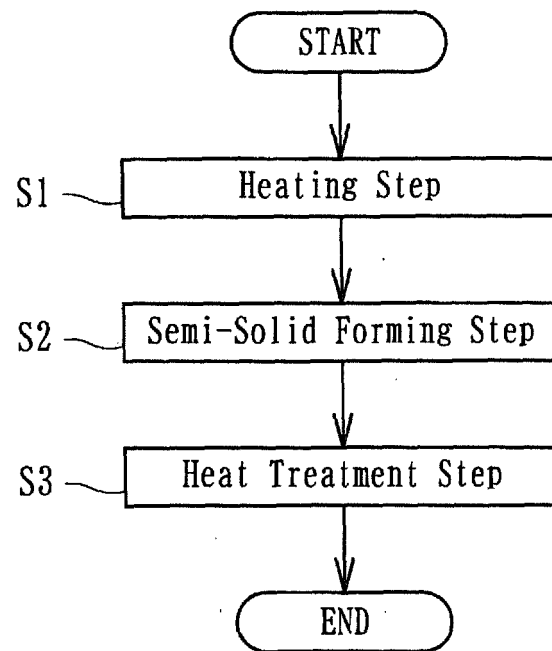 START
S1 Heating Step
S2 Semi-Solid Forming Step
S3 Heat Treatment Step
END